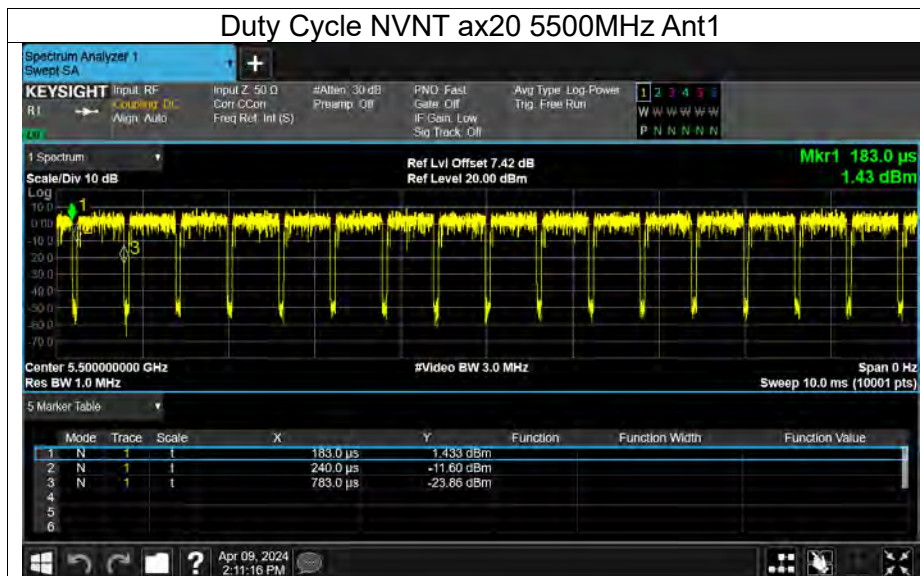 Duty Cycle NVNT ax20 5500MHz Ant1
Spectrum Analyzer 1
Swept SA
KEYSIGHT Input: RF Input Z: 50 Ω #Atten: 30 dB PNO: Fast Avg Type: Log-Power 1 2 3 4 5 6
R1 Coupling: DC Corr CCorr Preamp: Off Gate: Off Trig: Free Run W W W W W W
Align: Auto Freq Ref: Int (S) IF Gain: Low P N N N N N
Sig Track: Off
1 Spectrum
Scale/Div 10 dB
Ref Lvl Offset 7.42 dB
Ref Level 20.00 dBm
Mkr1 183.0 µs
1.43 dBm
Log
10.0
0.00
-10.0
-20.0
-30.0
-40.0
-50.0
-60.0
-70.0
1
2
3
Center 5.500000000 GHz #Video BW 3.0 MHz Span 0 Hz
Res BW 1.0 MHz Sweep 10.0 ms (10001 pts)
5 Marker Table
Mode Trace Scale X Y Function Function Width Function Value
1 N 1 t 183.0 µs 1.433 dBm
2 N 1 t 240.0 µs -11.60 dBm
3 N 1 t 783.0 µs -23.86 dBm
4
5
6
? Apr 09, 2024
2:11:16 PM